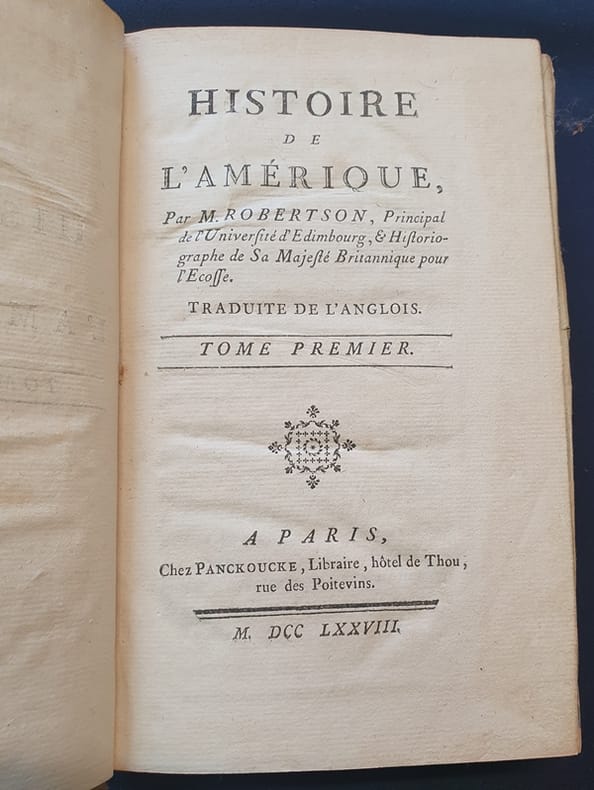 HISTOIRE
DE
L'AMÉRIQUE,
Par M. ROBERTSON, Principal
de l'Univerſité d'Edimbourg, & Hiſtorio-
graphe de Sa Majeſté Britannique pour
l'Ecoſſe.
TRADUITE DE L'ANGLOIS.
TOME PREMIER.
A PARIS,
Chez PANCKOUCKE, Libraire, hôtel de Thou,
rue des Poitevins.
M. DCC LXXVIII.